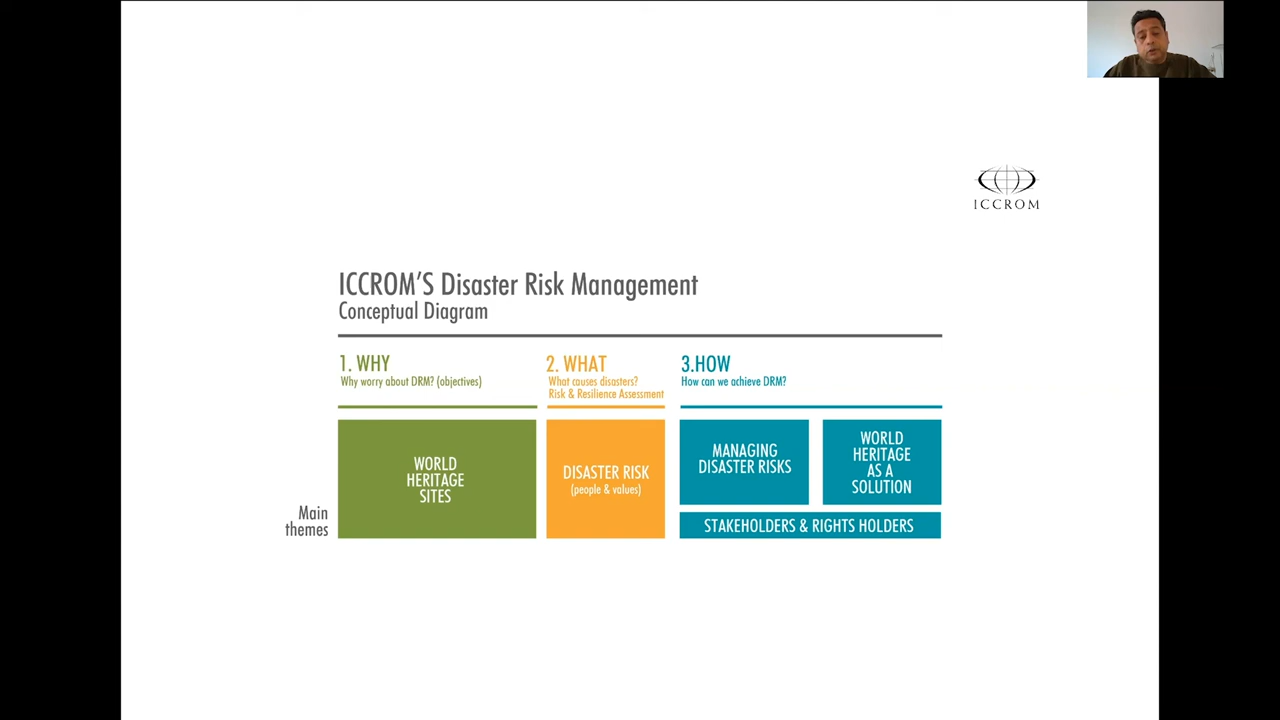 ICCROM
ICCROM'S Disaster Risk Management
Conceptual Diagram
1. WHY
Why worry about DRM? (objectives)
2. WHAT
What causes disasters?
Risk & Resilience Assessment
3.HOW
How can we achieve DRM?
Main
themes
WORLD
HERITAGE
SITES
DISASTER RISK
(people & values)
MANAGING
DISASTER RISKS
WORLD
HERITAGE
AS A
SOLUTION
STAKEHOLDERS & RIGHTS HOLDERS